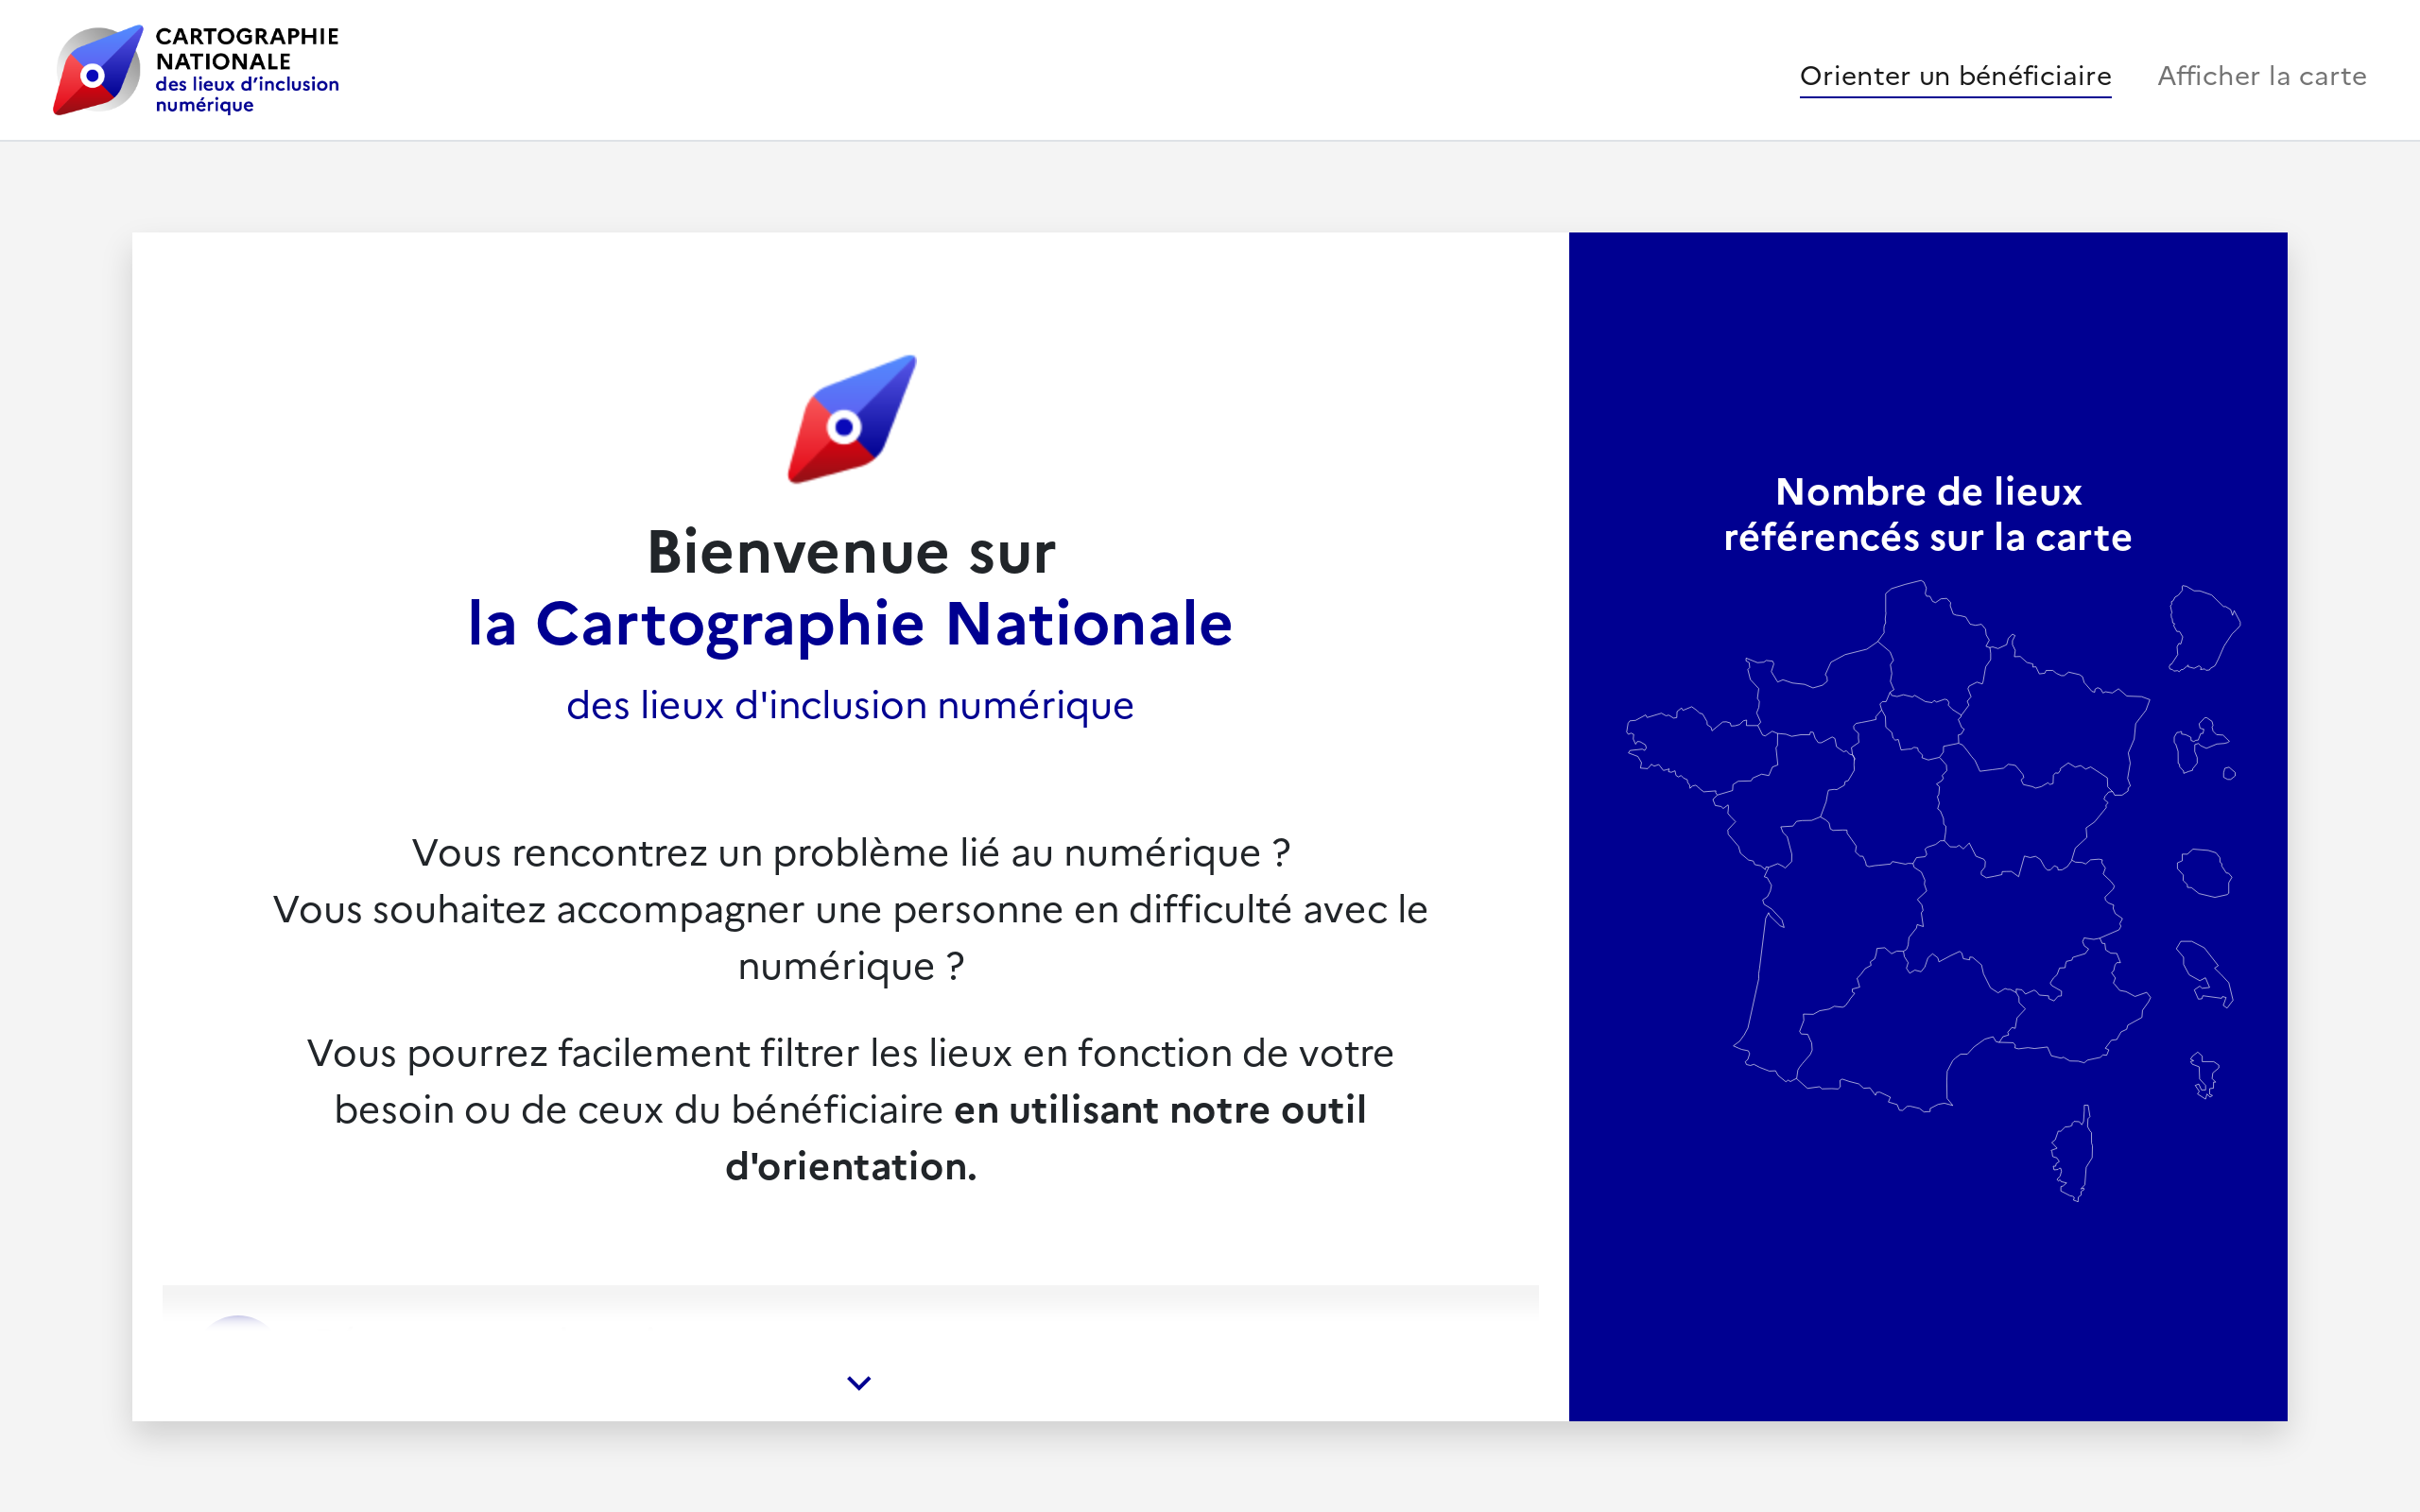 CARTOGRAPHIE
NATIONALE
des lieux d’inclusion
numérique
Orienter un bénéficiaire
Afficher la carte
Bienvenue sur
la Cartographie Nationale
des lieux d'inclusion numérique
Vous rencontrez un problème lié au numérique ?
Vous souhaitez accompagner une personne en difficulté avec le
numérique ?
Vous pourrez facilement filtrer les lieux en fonction de votre
besoin ou de ceux du bénéficiaire en utilisant notre outil
d'orientation.
Nombre de lieux
référencés sur la carte